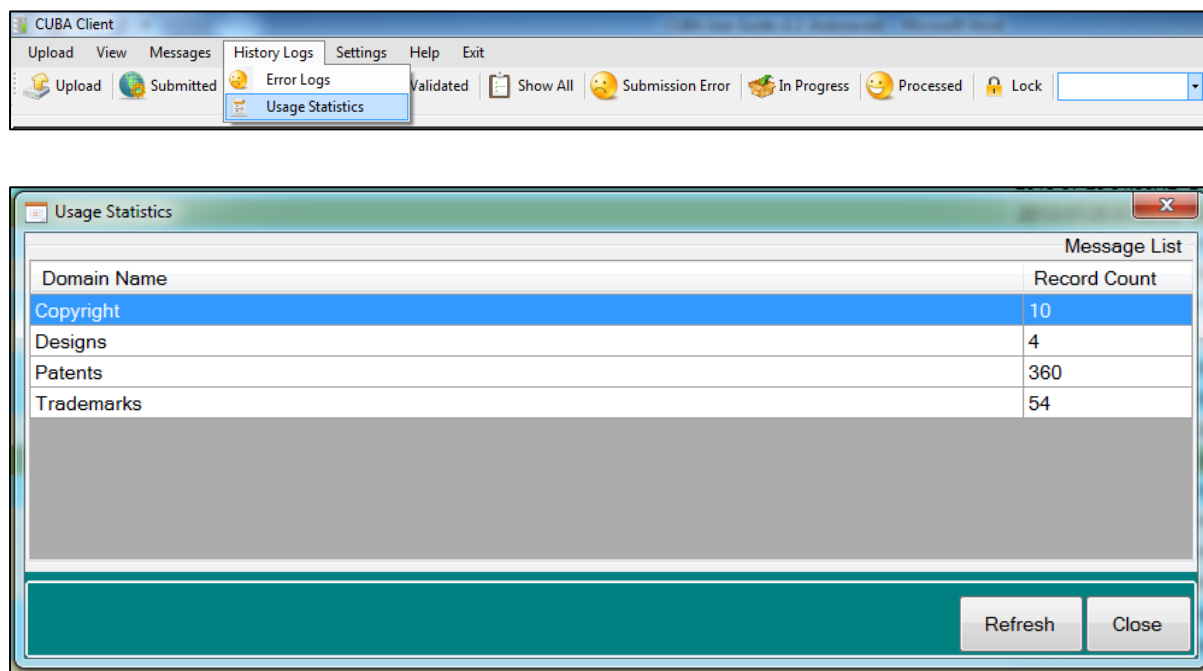 CUBA Client
Upload View Messages History Logs Settings Help Exit
Upload Submitted Validated Show All Submission Error In Progress Processed Lock
Error Logs
Usage Statistics
Usage Statistics
Message List
Domain Name Record Count
Copyright 10
Designs 4
Patents 360
Trademarks 54
Refresh Close